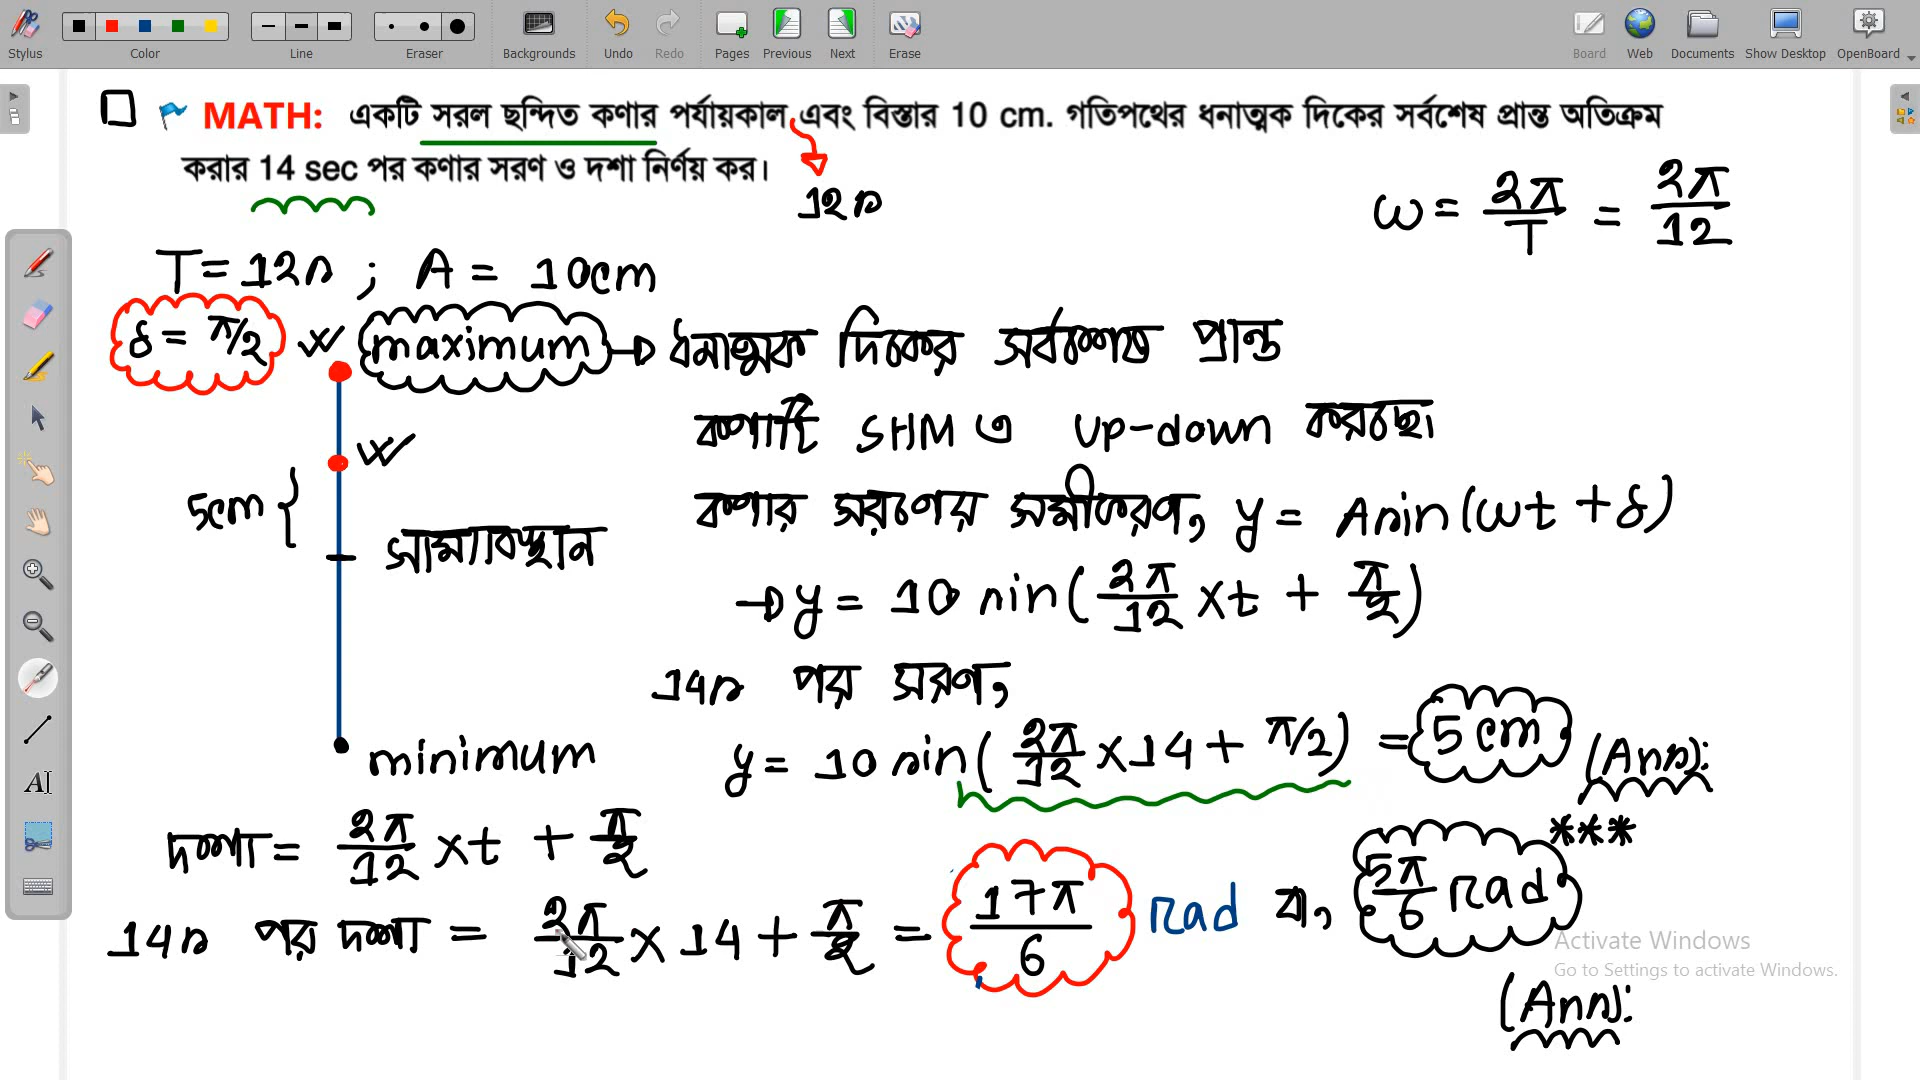 Stylus Color Line Eraser Backgrounds Undo Redo Pages Previous Next Erase Board Web Documents Show Desktop OpenBoard
MATH: একটি সরল ছন্দিত কণার পর্যায়কাল এবং বিস্তার 10 cm. গতিপথের ধনাত্মক দিকের সর্বশেষ প্রান্ত অতিক্রম
করার 14 sec পর কণার সরণ ও দশা নির্ণয় কর।
12s
ω = 2π/T = 2π/12
T = 12s ; A = 10cm
δ = π/2 maximum → ধনাত্মক দিকের সর্বশেষ প্রান্ত
কণাটি SHM এ up-down করছে।
5cm { কণার সরণের সমীকরণ, y = A sin(ωt + δ)
সাম্যাবস্থান
→ y = 10 sin(2π/12 × t + π/2)
14s পর সরণ,
minimum
y = 10 sin(2π/12 × 14 + π/2) = 5 cm (Ans):
দশা = 2π/12 × t + π/2
***
14s পর দশা = 2π/12 × 14 + π/2 = 17π/6 rad বা, 5π/6 rad
(Ans):
Activate Windows
Go to Settings to activate Windows.
AI